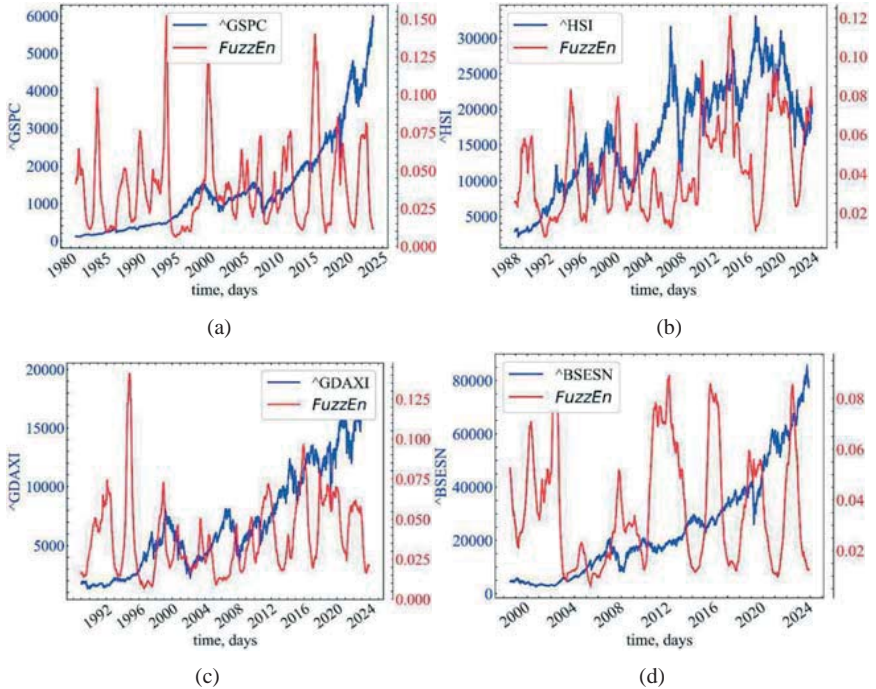 ^GSPC
FuzzEn
6000
5000
4000
3000
2000
1000
0
^GSPC
0.150
0.125
0.100
0.075
0.050
0.025
0.000
1980 1985 1990 1995 2000 2005 2010 2015 2020 2025
time, days
(a)
^HSI
FuzzEn
30000
25000
20000
15000
10000
5000
^HSI
0.12
0.10
0.08
0.06
0.04
0.02
1988 1992 1996 2000 2004 2008 2012 2016 2020 2024
time, days
(b)
^GDAXI
FuzzEn
20000
15000
10000
5000
^GDAXI
0.125
0.100
0.075
0.050
0.025
0.000
1992 1996 2000 2004 2008 2012 2016 2020 2024
time, days
(c)
^BSESN
FuzzEn
80000
60000
40000
20000
0
^BSESN
0.08
0.06
0.04
0.02
2000 2004 2008 2012 2016 2020 2024
time, days
(d)